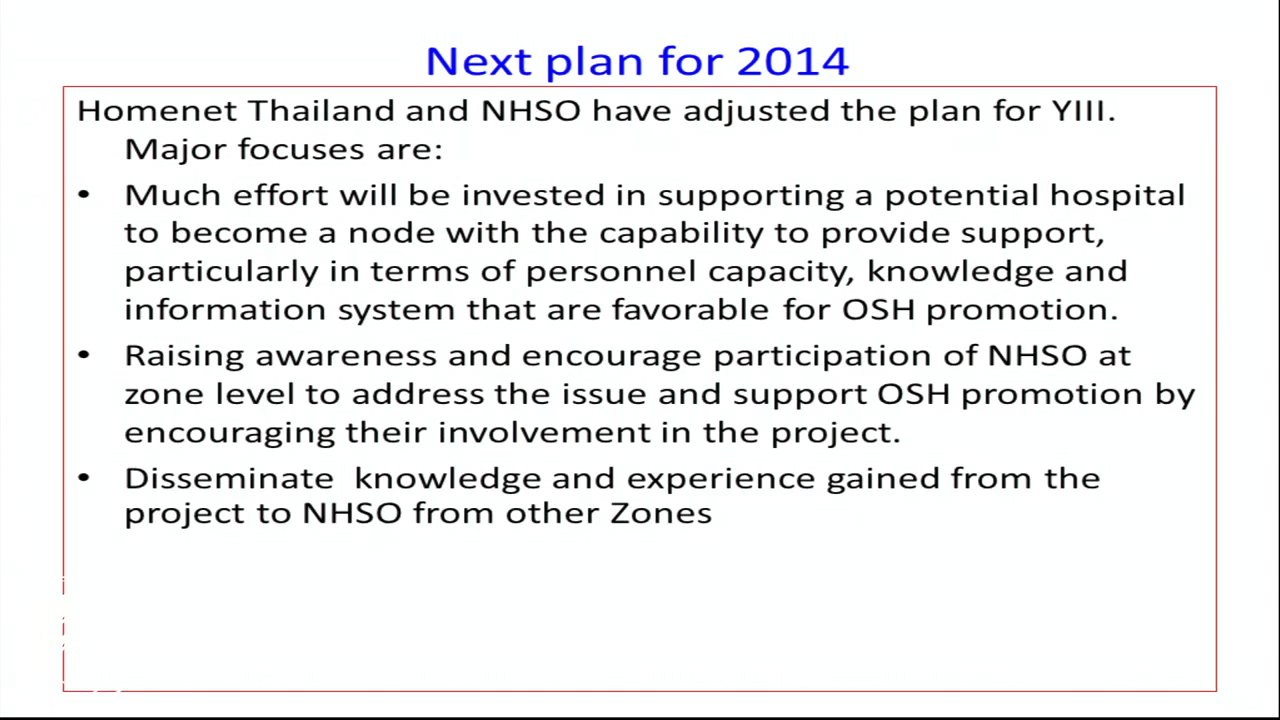 Next plan for 2014
Homenet Thailand and NHSO have adjusted the plan for YIII.
Major focuses are:
• Much effort will be invested in supporting a potential hospital
to become a node with the capability to provide support,
particularly in terms of personnel capacity, knowledge and
information system that are favorable for OSH promotion.
• Raising awareness and encourage participation of NHSO at
zone level to address the issue and support OSH promotion by
encouraging their involvement in the project.
• Disseminate  knowledge and experience gained from the
project to NHSO from other Zones